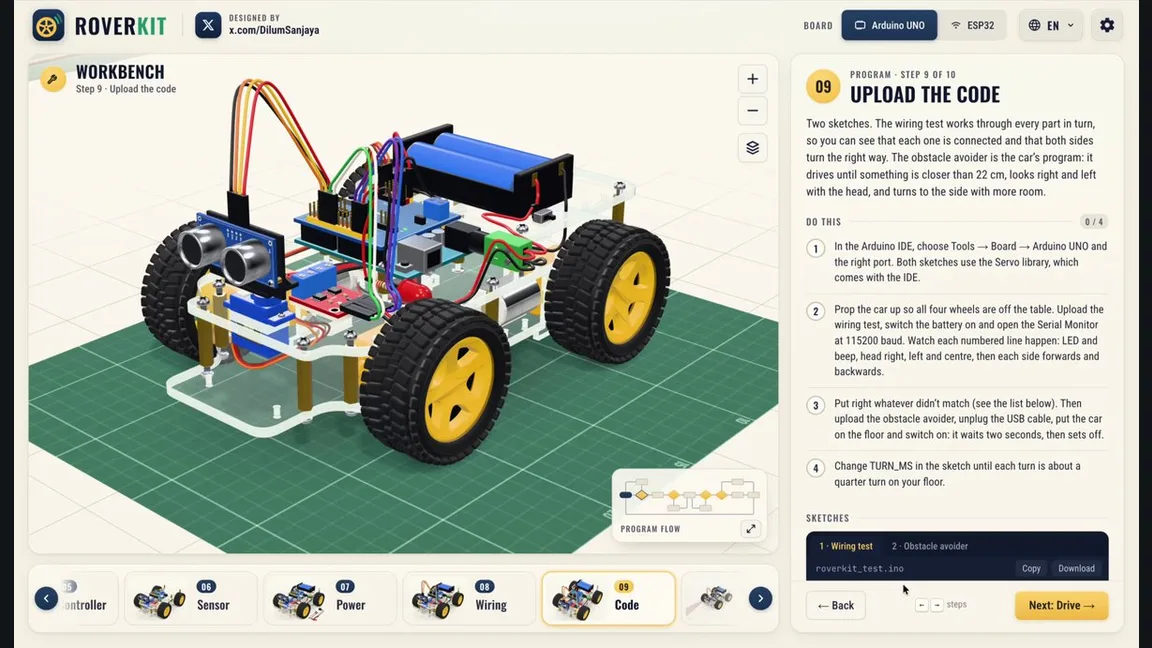 ROVERKIT
DESIGNED BY
x.com/DilumSanjaya
BOARD
Arduino UNO
ESP32
EN
WORKBENCH
Step 9 · Upload the code
PROGRAM FLOW
05
06
Sensor
07
Power
08
Wiring
09
Code
09
PROGRAM · STEP 9 OF 10
UPLOAD THE CODE
Two sketches. The wiring test works through every part in turn,
so you can see that each one is connected and that both sides
turn the right way. The obstacle avoider is the car’s program: it
drives until something is closer than 22 cm, looks right and left
with the head, and turns to the side with more room.
DO THIS
0 / 4
1
In the Arduino IDE, choose Tools → Board → Arduino UNO and
the right port. Both sketches use the Servo library, which
comes with the IDE.
2
Prop the car up so all four wheels are off the table. Upload the
wiring test, switch the battery on and open the Serial Monitor
at 115200 baud. Watch each numbered line happen: LED and
beep, head right, left and centre, then each side forwards and
backwards.
3
Put right whatever didn’t match (see the list below). Then
upload the obstacle avoider, unplug the USB cable, put the car
on the floor and switch on: it waits two seconds, then sets off.
4
Change TURN_MS in the sketch until each turn is about a
quarter turn on your floor.
SKETCHES
1 · Wiring test
2 · Obstacle avoider
roverkit_test.ino
Copy
Download
← Back
← → steps
Next: Drive →